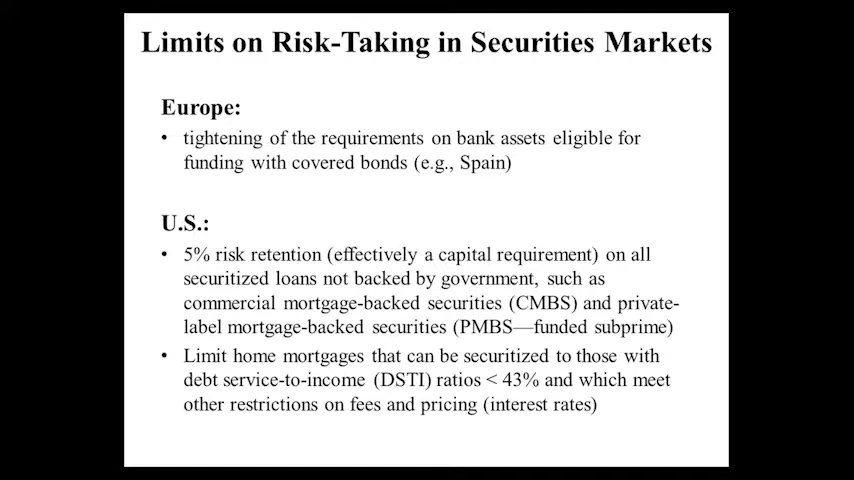 Limits on Risk-Taking in Securities Markets
Europe:
• tightening of the requirements on bank assets eligible for
funding with covered bonds (e.g., Spain)
U.S.:
• 5% risk retention (effectively a capital requirement) on all
securitized loans not backed by government, such as
commercial mortgage-backed securities (CMBS) and private-
label mortgage-backed securities (PMBS—funded subprime)
• Limit home mortgages that can be securitized to those with
debt service-to-income (DSTI) ratios < 43% and which meet
other restrictions on fees and pricing (interest rates)